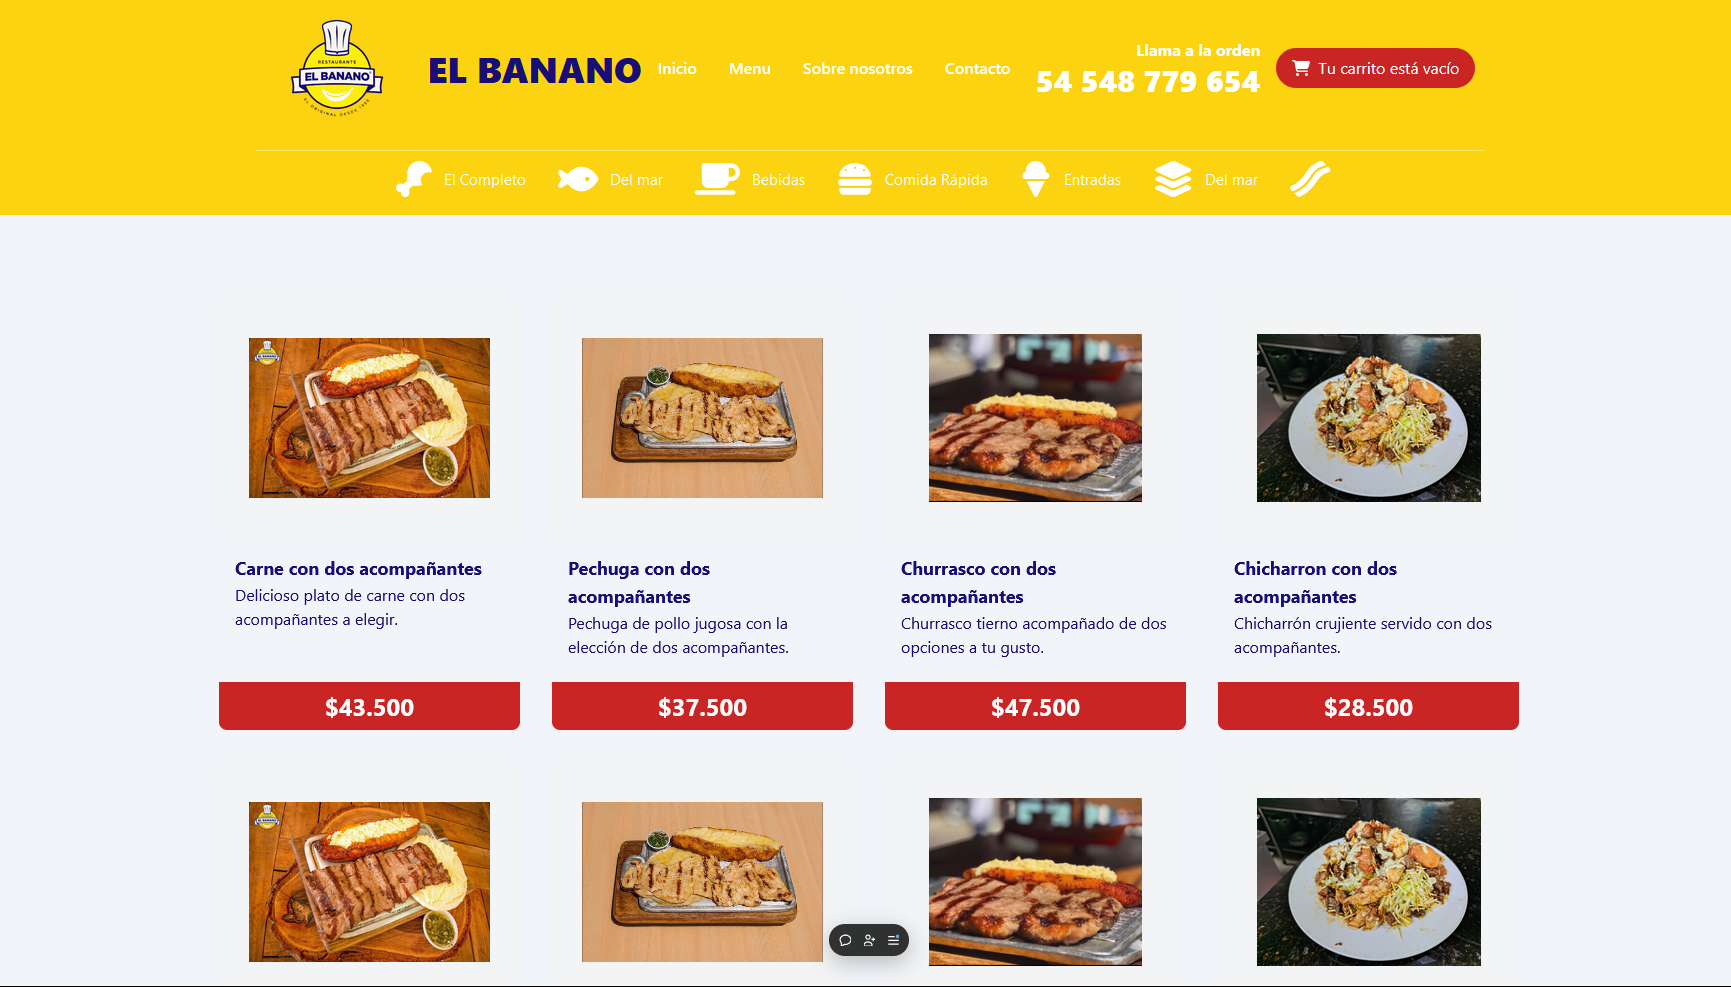 RESTAURANTE
EL BANANO
EL ORIGINAL DESDE
EL BANANO
Inicio
Menu
Sobre nosotros
Contacto
Llama a la orden
54 548 779 654
Tu carrito está vacío
El Completo
Del mar
Bebidas
Comida Rápida
Entradas
Del mar
EL BANANO
Carne con dos acompañantes
Delicioso plato de carne con dos
acompañantes a elegir.
$43.500
Pechuga con dos
acompañantes
Pechuga de pollo jugosa con la
elección de dos acompañantes.
$37.500
Churrasco con dos
acompañantes
Churrasco tierno acompañado de dos
opciones a tu gusto.
$47.500
Chicharron con dos
acompañantes
Chicharrón crujiente servido con dos
acompañantes.
$28.500
EL BANANO